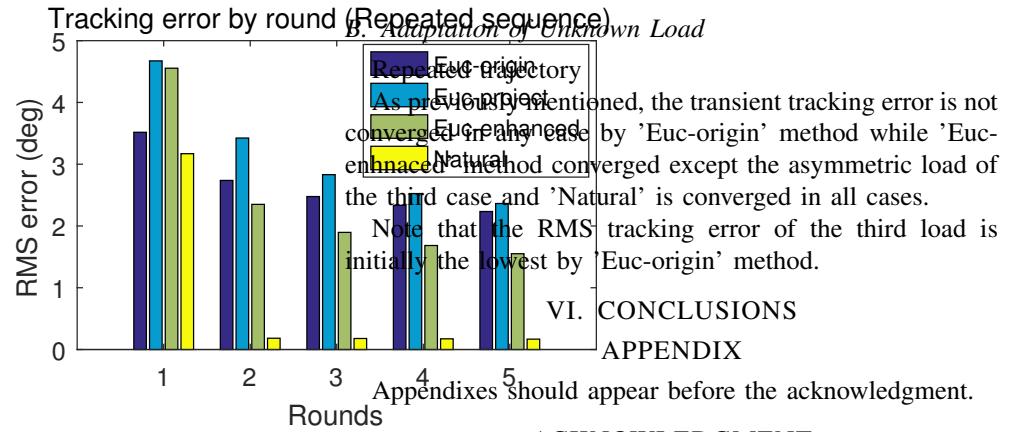 Tracking error by round (Repeated sequence)
RMS error (deg)
5
4
3
2
1
0
1 2 3 4 5
Rounds
Euc-origin
Euc-project
Euc-enhanced
Natural
B. Adaptation of Unknown Load
Repeated trajectory
As previously mentioned, the transient tracking error is not
converged in any case by 'Euc-origin' method while 'Euc-
enhnaced' method converged except the asymmetric load of
the third case and 'Natural' is converged in all cases.
Note that the RMS tracking error of the third load is
initially the lowest by 'Euc-origin' method.
VI. CONCLUSIONS
APPENDIX
Appendixes should appear before the acknowledgment.
ACKNOWLEDGMENT